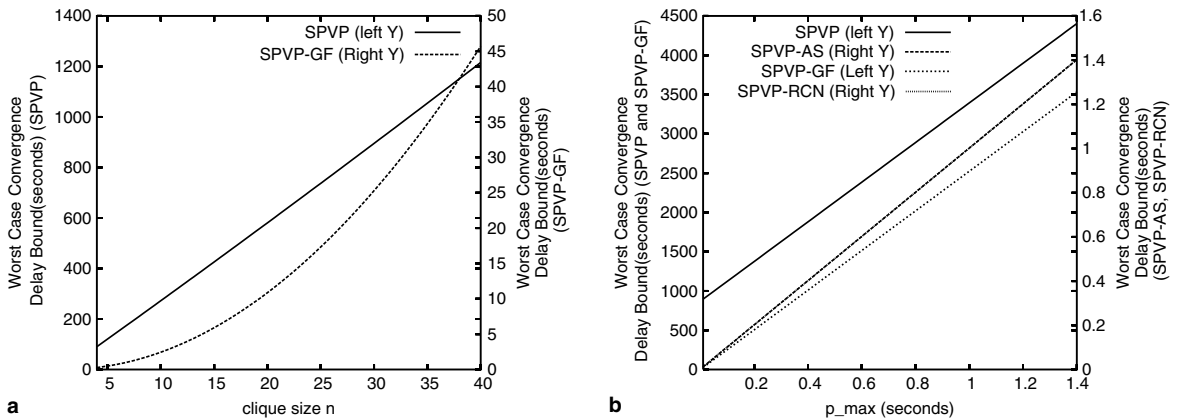 Worst Case Convergence
Delay Bound(seconds) (SPVP)
1400
1200
1000
800
600
400
200
0
SPVP (left Y)
SPVP-GF (Right Y)
50
45
40
35
30
25
20
15
10
5
0
Worst Case Convergence
Delay Bound(seconds)
(SPVP-GF)
5 10 15 20 25 30 35 40
clique size n
a
Worst Case Convergence
Delay Bound(seconds) (SPVP and SPVP-GF)
4500
4000
3500
3000
2500
2000
1500
1000
500
0
SPVP (left Y)
SPVP-AS (Right Y)
SPVP-GF (Left Y)
SPVP-RCN (Right Y)
1.6
1.4
1.2
1
0.8
0.6
0.4
0.2
0
Worst Case Convergence
Delay Bound(seconds)
(SPVP-AS, SPVP-RCN)
0.2 0.4 0.6 0.8 1 1.2 1.4
p_max (seconds)
b